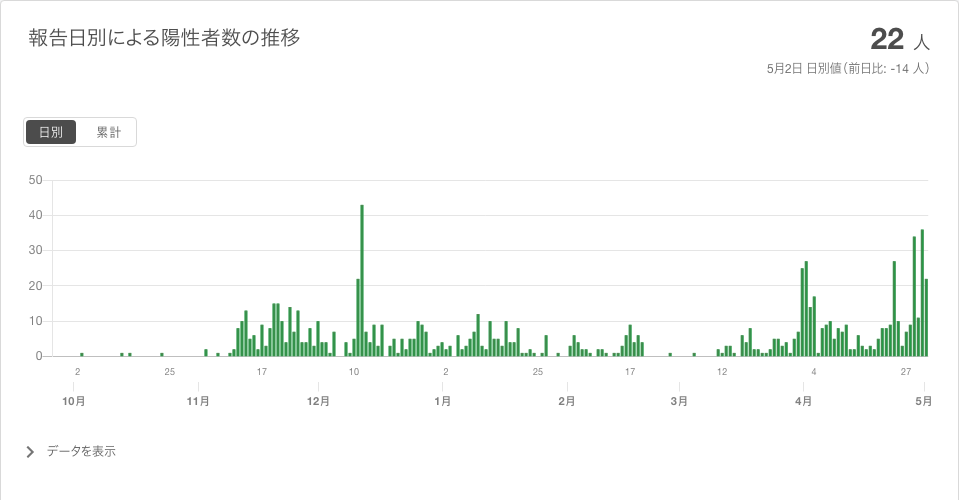 報告日別による陽性者数の推移
22 人
5月2日 日別値(前日比: -14 人)
日別 累計
50
40
30
20
10
0
2 25 17 10 2 25 17 12 4 27
10月 11月 12月 1月 2月 3月 4月 5月
データを表示